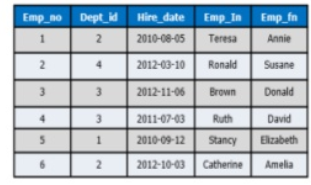 Emp_no Dept_id Hire_date Emp_ln Emp_fn
1 2 2010-08-05 Teresa Annie
2 4 2012-03-10 Ronald Susane
3 3 2012-11-06 Brown Donald
4 3 2011-07-03 Ruth David
5 1 2010-09-12 Stancy Elizabeth
6 2 2012-10-03 Catherine Amelia